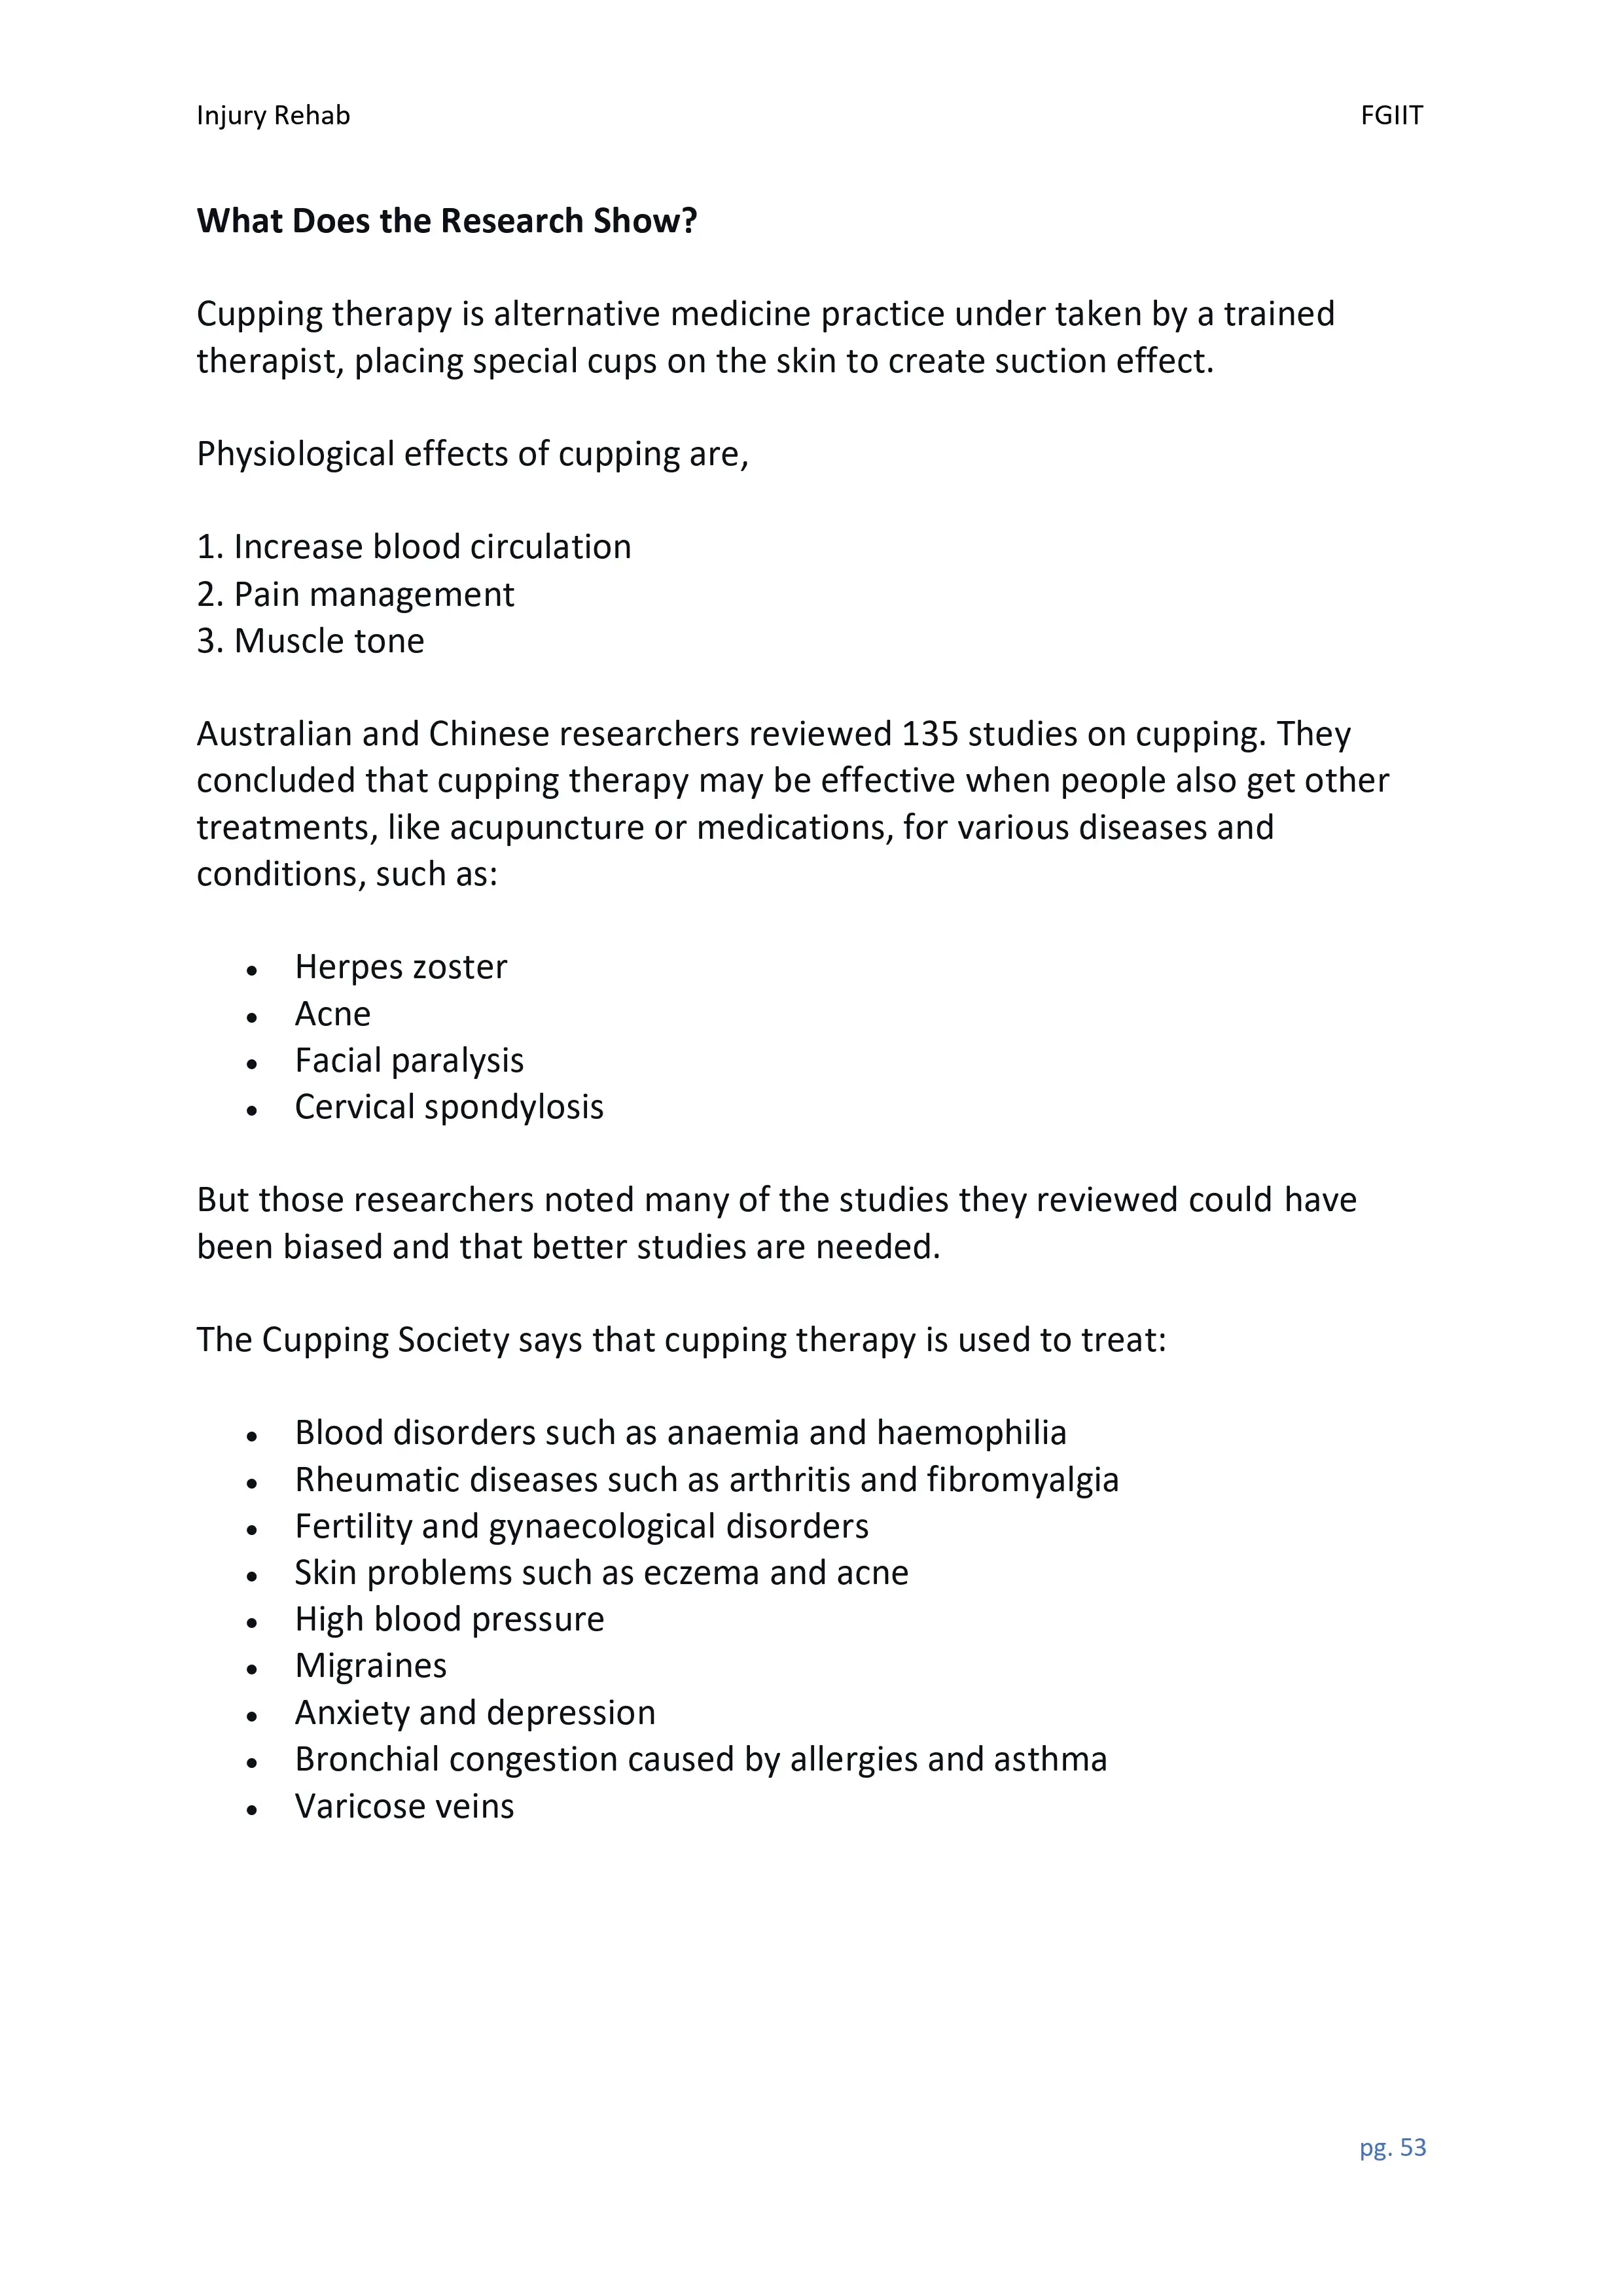 Injury Rehab FGIIT
What Does the Research Show?
Cupping therapy is alternative medicine practice under taken by a trained
therapist, placing special cups on the skin to create suction effect.
Physiological effects of cupping are,
1. Increase blood circulation
2. Pain management
3. Muscle tone
Australian and Chinese researchers reviewed 135 studies on cupping. They
concluded that cupping therapy may be effective when people also get other
treatments, like acupuncture or medications, for various diseases and
conditions, such as:
• Herpes zoster
• Acne
• Facial paralysis
• Cervical spondylosis
But those researchers noted many of the studies they reviewed could have
been biased and that better studies are needed.
The Cupping Society says that cupping therapy is used to treat:
• Blood disorders such as anaemia and haemophilia
• Rheumatic diseases such as arthritis and fibromyalgia
• Fertility and gynaecological disorders
• Skin problems such as eczema and acne
• High blood pressure
• Migraines
• Anxiety and depression
• Bronchial congestion caused by allergies and asthma
• Varicose veins
pg. 53